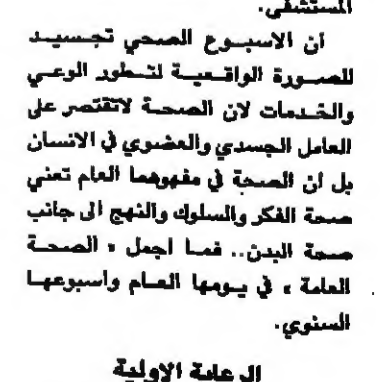 المستشفى.
ان الاسبوع الصحي تجسيد
للصورة الواقعية لتطور الوعي
والخدمات لان الصحة لاتقتصر على
العامل الجسدي والعضوي في الانسان
بل ان الصحة في مفهومها العام تعني
صحة الفكر والسلوك والنهج الى جانب
صحة البدن.. فما اجمل « الصحة
العامة » في يومها العام واسبوعها
السنوي.
الرعاية الاولية